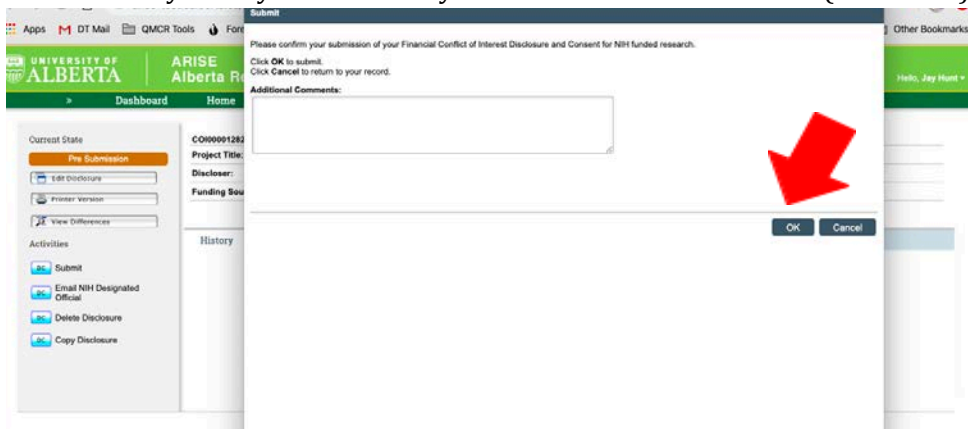 Submit
Apps M DT Mail QMCR Tools Fore
Other Bookmarks
Please confirm your submission of your Financial Conflict of Interest Disclosure and Consent for NIH funded research.
Click OK to submit.
Click Cancel to return to your record.
Additional Comments:
UNIVERSITY OF
ALBERTA
ARISE
Alberta Re
Hello, Jay Hunt
» Dashboard Home
Current State
Pre Submission
Edit Disclosure
Printer Version
View Differences
COI00001282
Project Title:
Discloser:
Funding Sou
OK Cancel
Activities
History
Submit
Email NIH Designated
Official
Delete Disclosure
Copy Disclosure